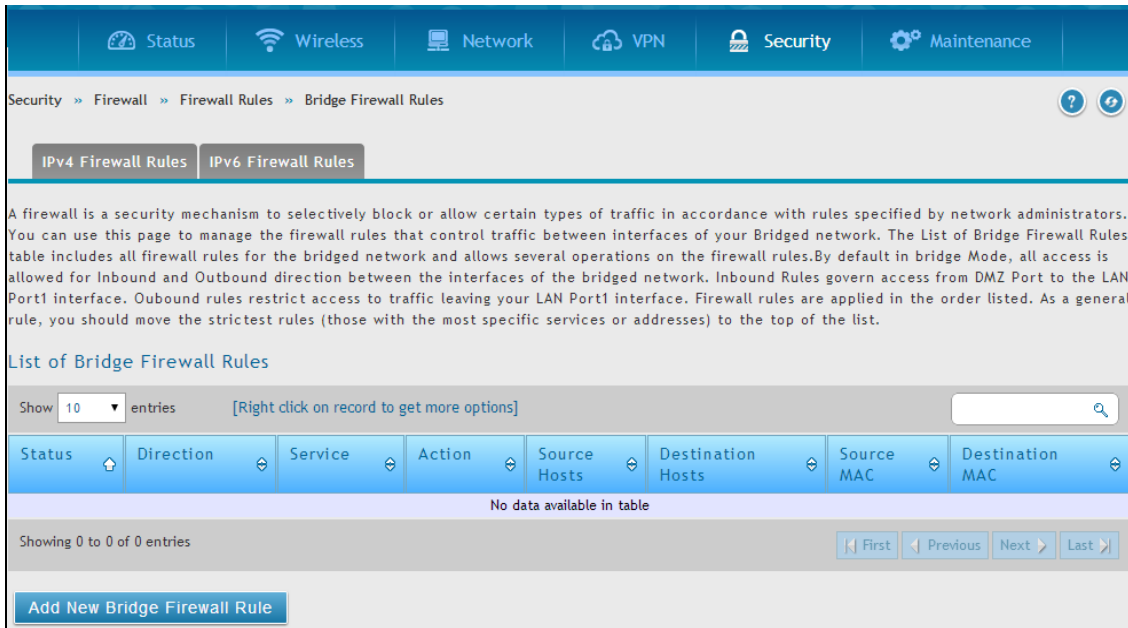 Status Wireless Network VPN Security Maintenance
Security » Firewall » Firewall Rules » Bridge Firewall Rules
IPv4 Firewall Rules IPv6 Firewall Rules
A firewall is a security mechanism to selectively block or allow certain types of traffic in accordance with rules specified by network administrators.
You can use this page to manage the firewall rules that control traffic between interfaces of your Bridged network. The List of Bridge Firewall Rules
table includes all firewall rules for the bridged network and allows several operations on the firewall rules.By default in bridge Mode, all access is
allowed for Inbound and Outbound direction between the interfaces of the bridged network. Inbound Rules govern access from DMZ Port to the LAN
Port1 interface. Oubound rules restrict access to traffic leaving your LAN Port1 interface. Firewall rules are applied in the order listed. As a general
rule, you should move the strictest rules (those with the most specific services or addresses) to the top of the list.
List of Bridge Firewall Rules
Show 10 entries [Right click on record to get more options]
Status Direction Service Action Source Hosts Destination Hosts Source MAC Destination MAC
No data available in table
Showing 0 to 0 of 0 entries First Previous Next Last
Add New Bridge Firewall Rule